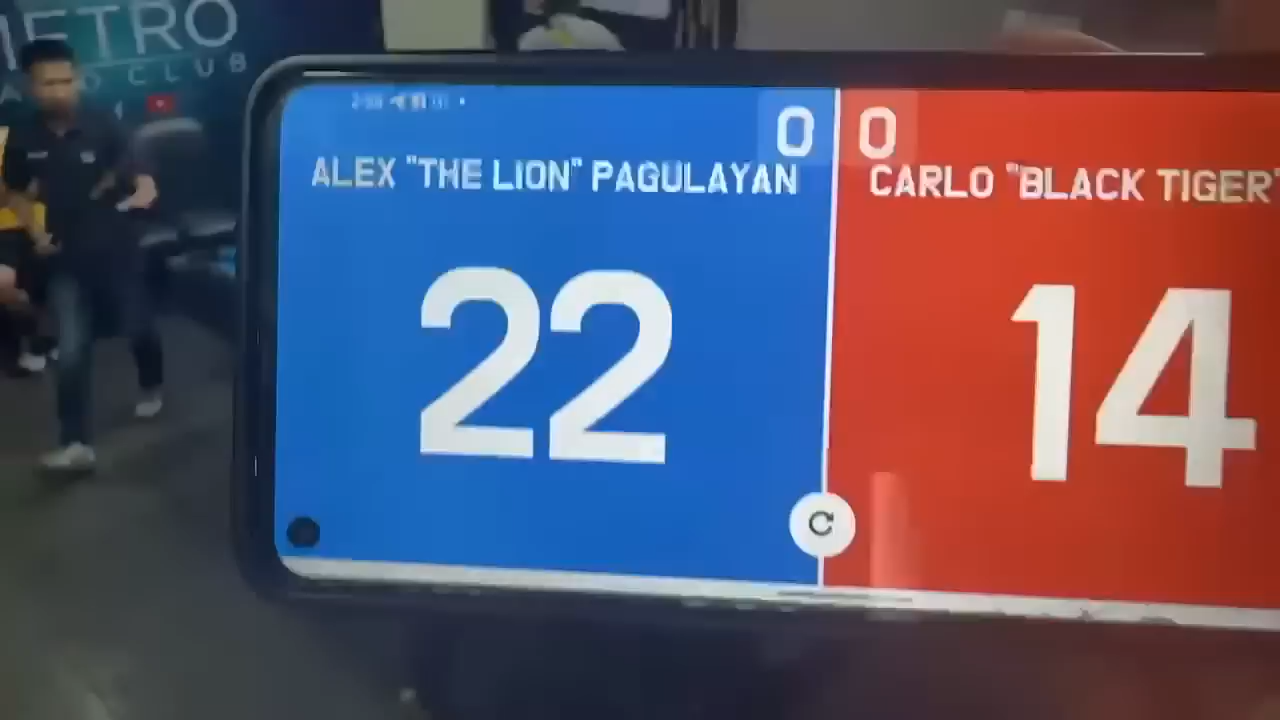 METRO
CLUB
0
0
ALEX "THE LION" PAGULAYAN
CARLO "BLACK TIGER"
22
14